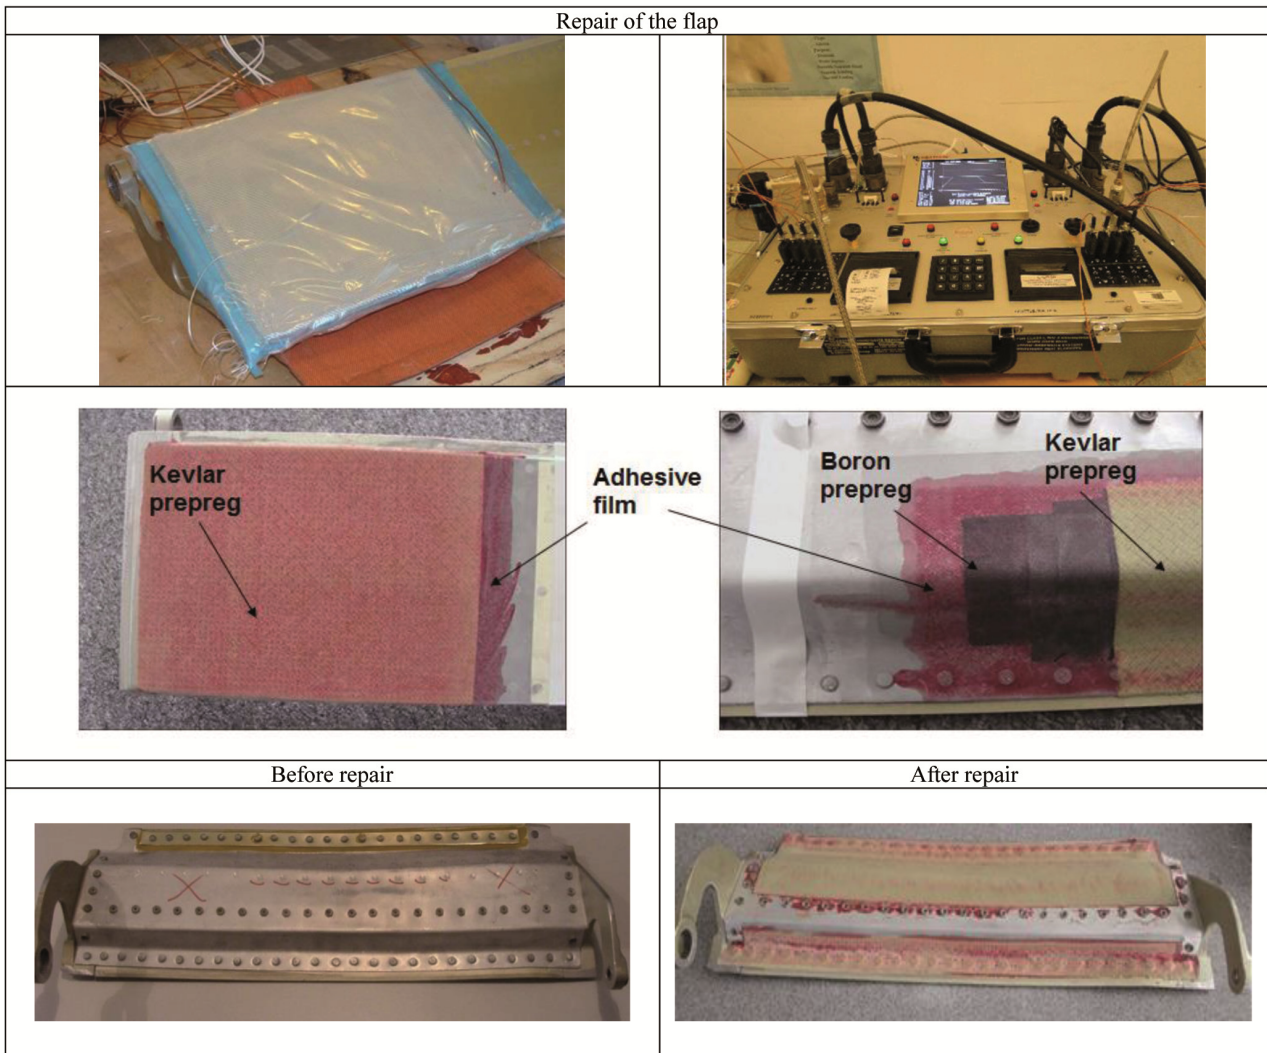 Repair of the flap
Kevlar
prepreg
Adhesive
film
Boron
prepreg
Kevlar
prepreg
Before repair
After repair